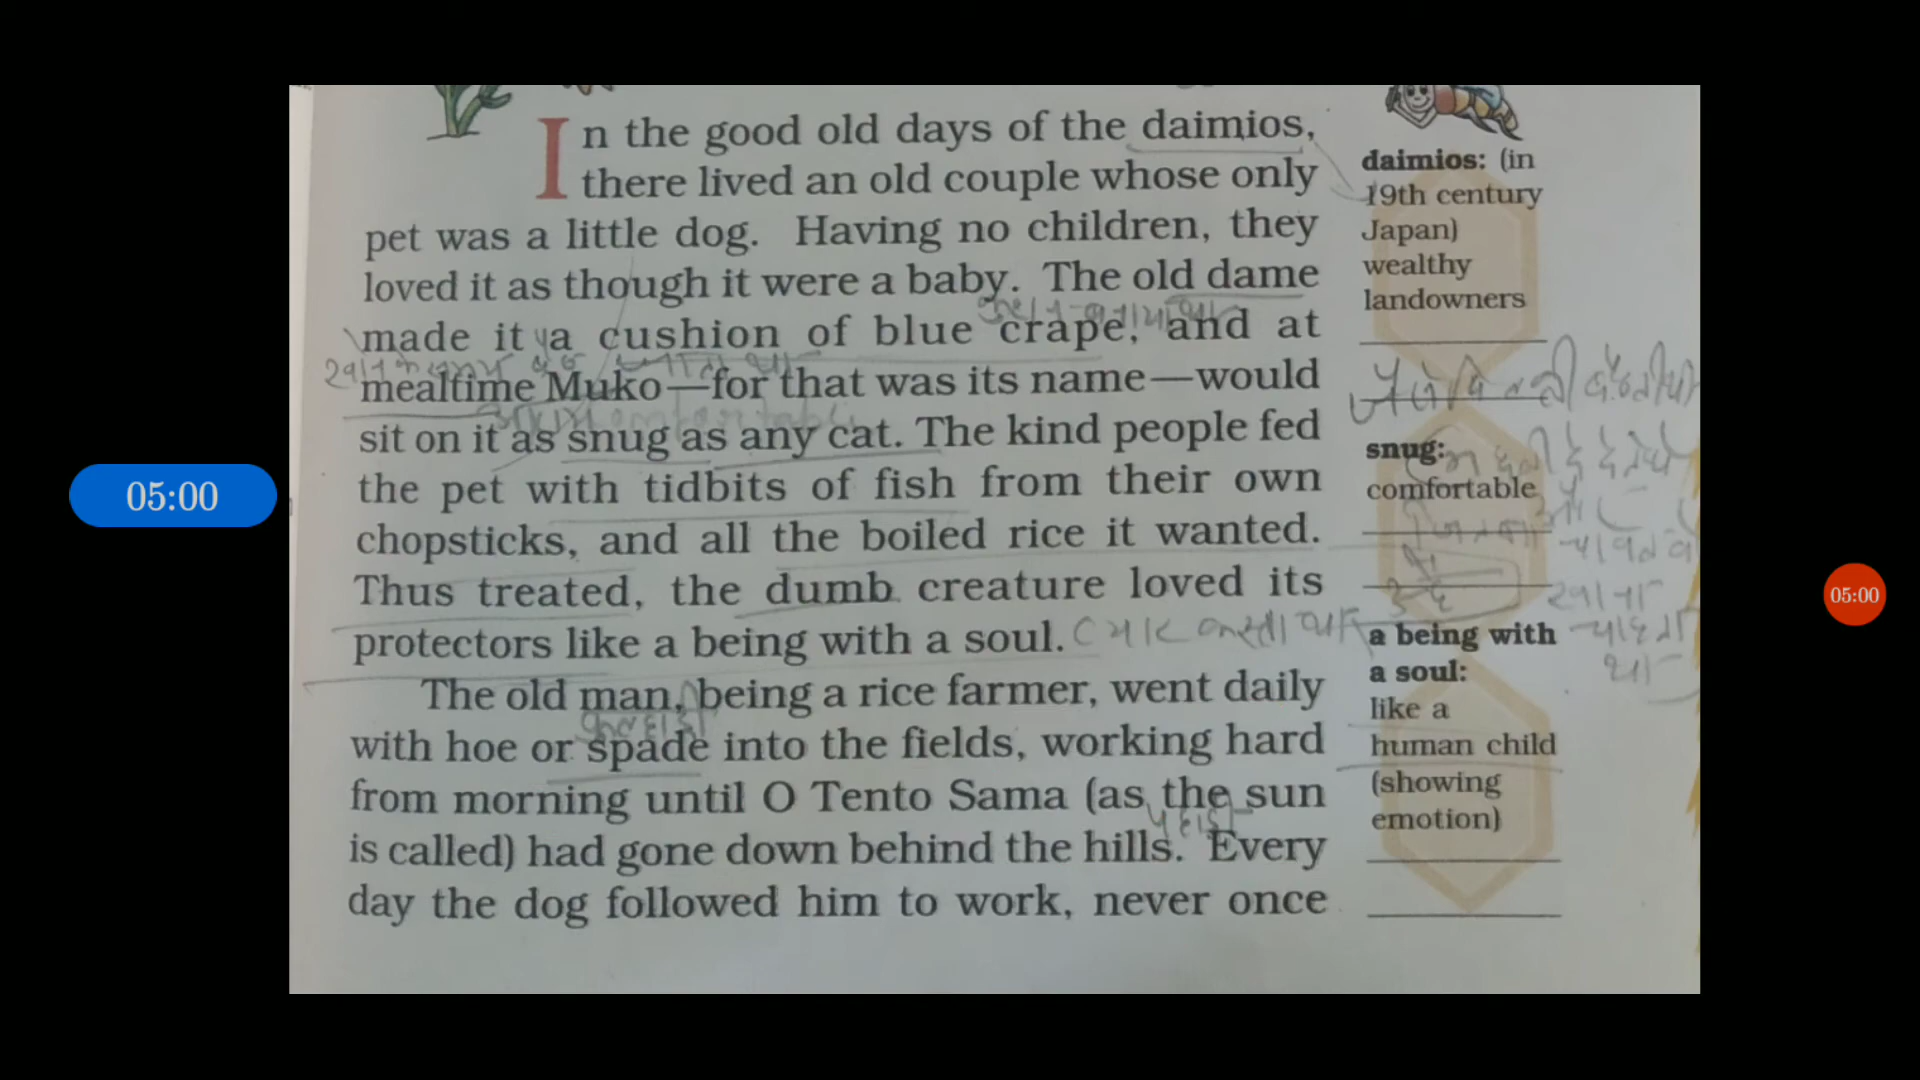 In the good old days of the daimios,
there lived an old couple whose only
pet was a little dog. Having no children, they
loved it as though it were a baby. The old dame
made it a cushion of blue crape, and at
mealtime Muko—for that was its name—would
sit on it as snug as any cat. The kind people fed
the pet with tidbits of fish from their own
chopsticks, and all the boiled rice it wanted.
Thus treated, the dumb creature loved its
protectors like a being with a soul.
The old man, being a rice farmer, went daily
with hoe or spade into the fields, working hard
from morning until O Tento Sama (as the sun
is called) had gone down behind the hills. Every
day the dog followed him to work, never once
daimios: (in
19th century
Japan)
wealthy
landowners
snug:
comfortable
a being with
a soul:
like a
human child
(showing
emotion)
05:00
05:00